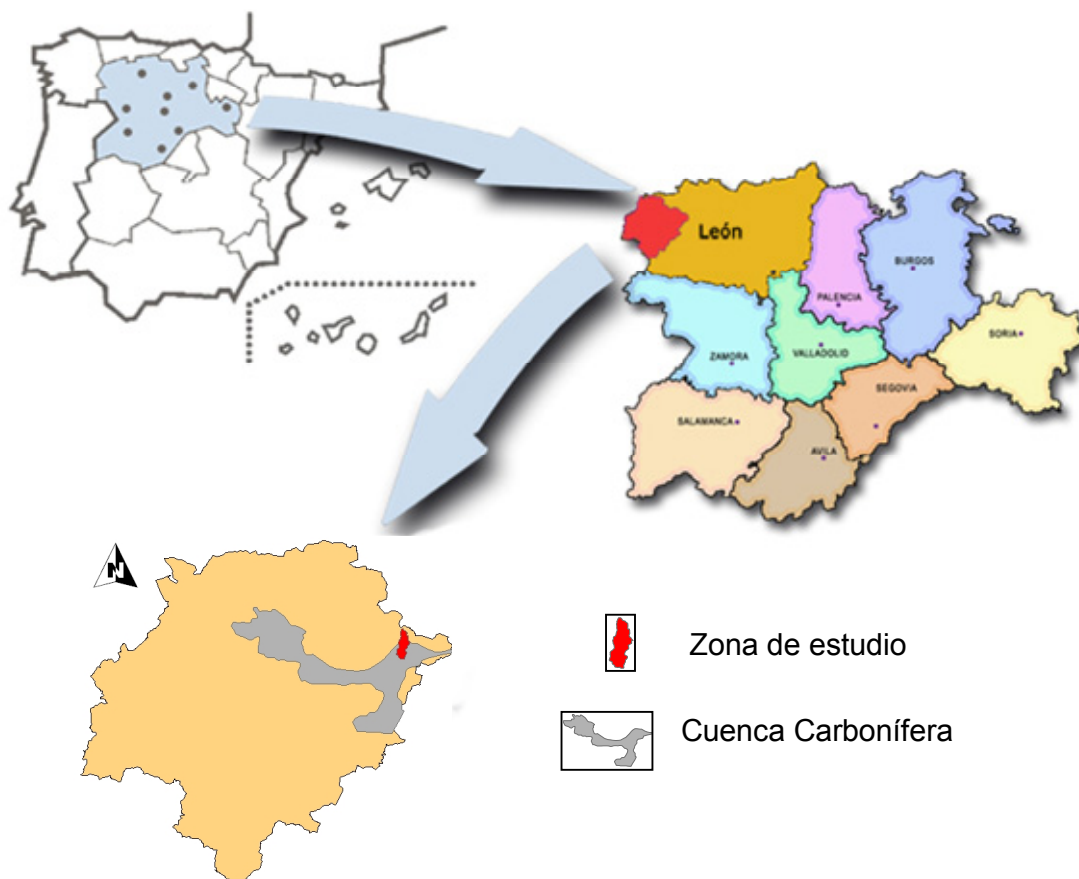 León
BURGOS
PALENCIA
SORIA
ZAMORA
VALLADOLID
SEGOVIA
SALAMANCA
AVILA
N
Zona de estudio
Cuenca Carbonífera